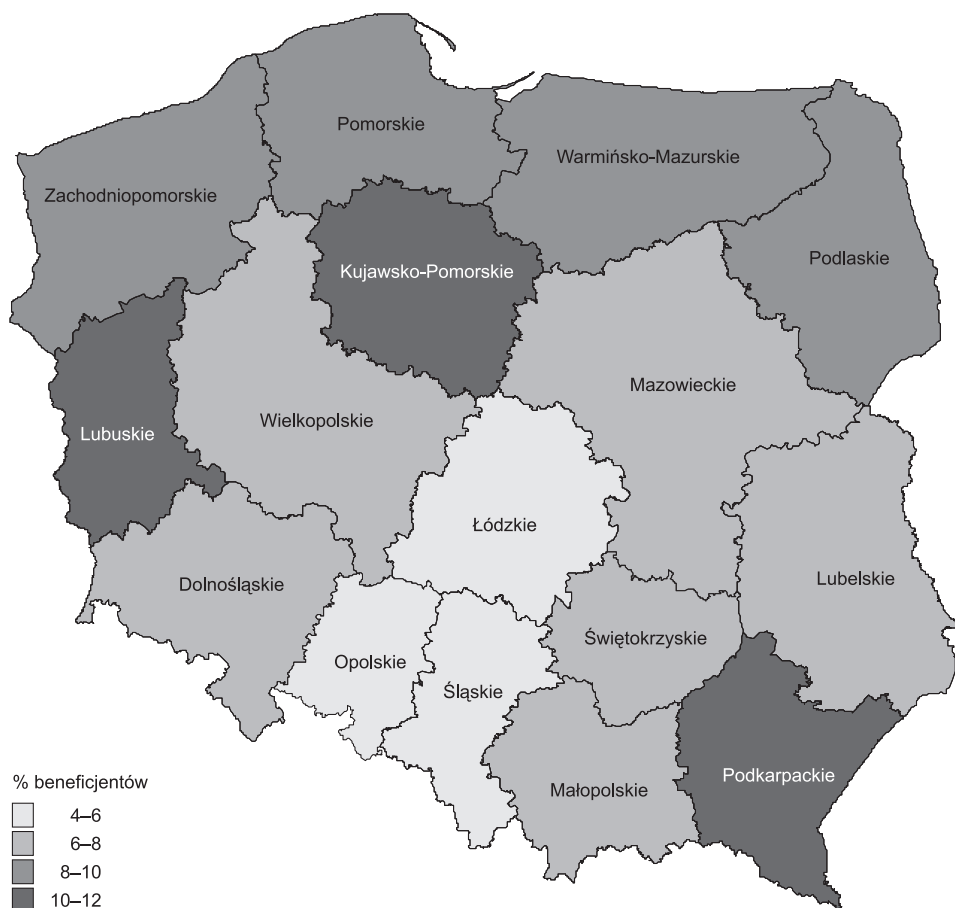 Pomorskie
Warmińsko-Mazurskie
Zachodniopomorskie
Podlaskie
Kujawsko-Pomorskie
Mazowieckie
Wielkopolskie
Lubuskie
Łódzkie
Lubelskie
Dolnośląskie
Świętokrzyskie
Opolskie
Śląskie
Podkarpackie
Małopolskie
% beneficjentów
4–6
6–8
8–10
10–12